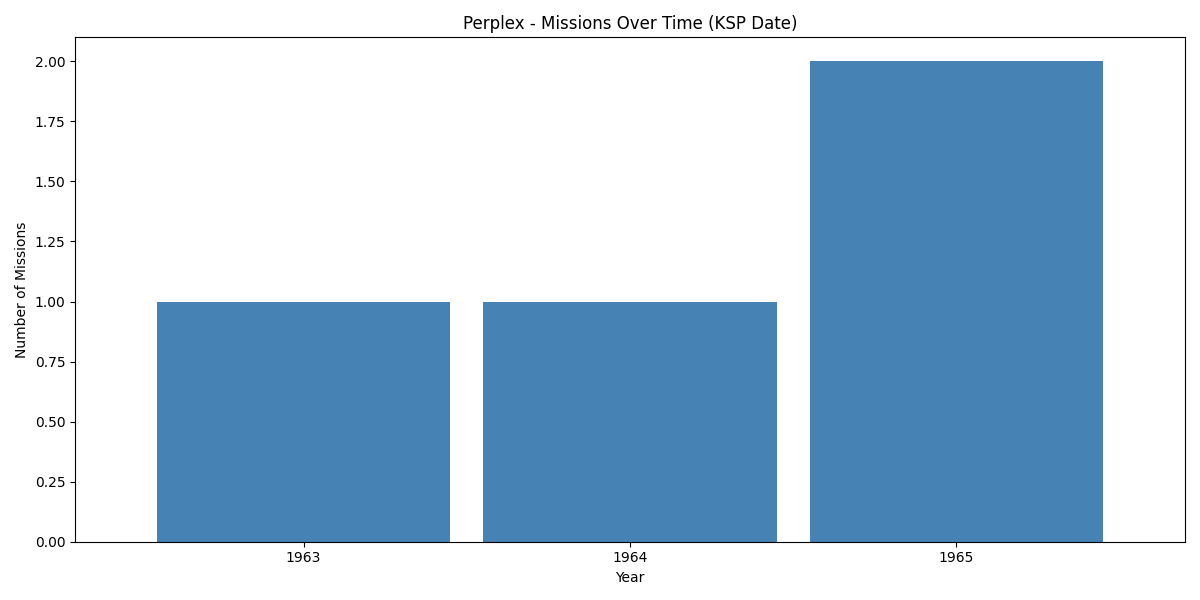 Perplex - Missions Over Time (KSP Date)
Number of Missions
2.00
1.75
1.50
1.25
1.00
0.75
0.50
0.25
0.00
1963 1964 1965
Year